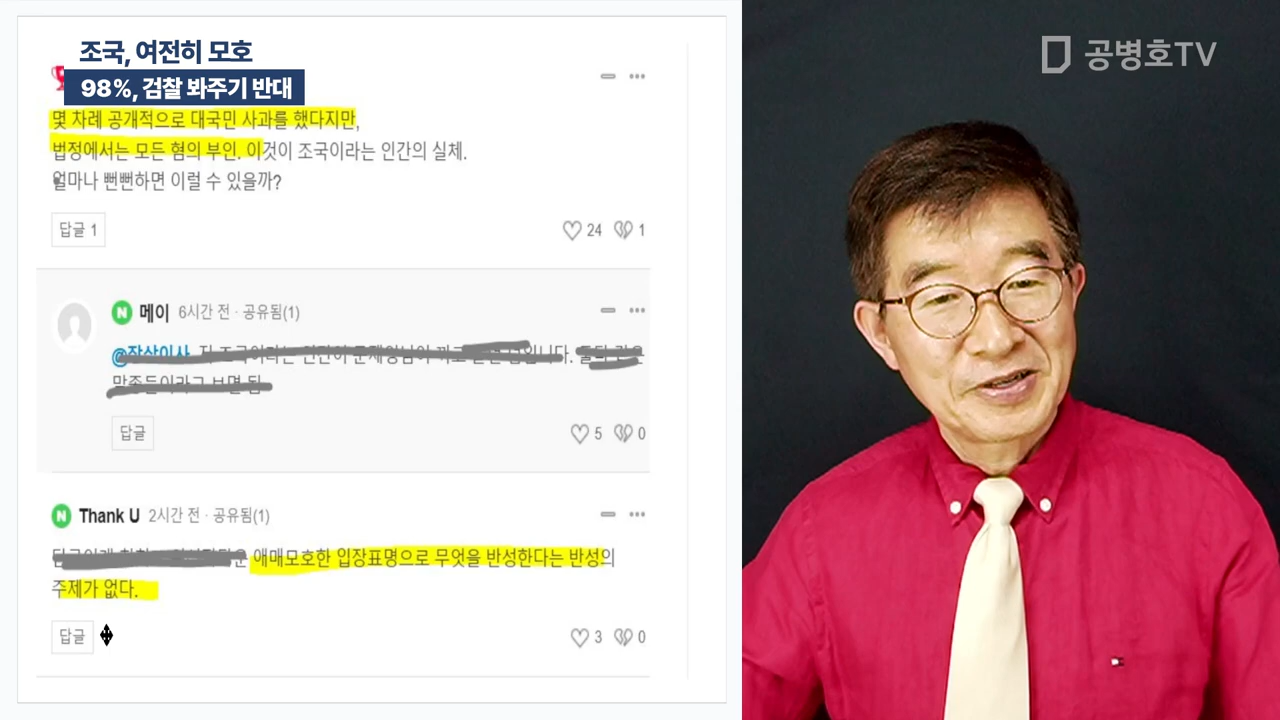 조국, 여전히 모호
98%, 검찰 봐주기 반대
몇 차례 공개적으로 대국민 사과를 했다지만,
법정에서는 모든 혐의 부인. 이것이 조국이라는 인간의 실체.
얼마나 뻔뻔하면 이럴 수 있을까?
답글 1
24
1
N 메이 6시간 전 · 공유됨(1)
답글
5
0
N Thank U 2시간 전 · 공유됨(1)
애매모호한 입장표명으로 무엇을 반성한다는 반성의
주제가 없다.
답글
3
0
공병호TV